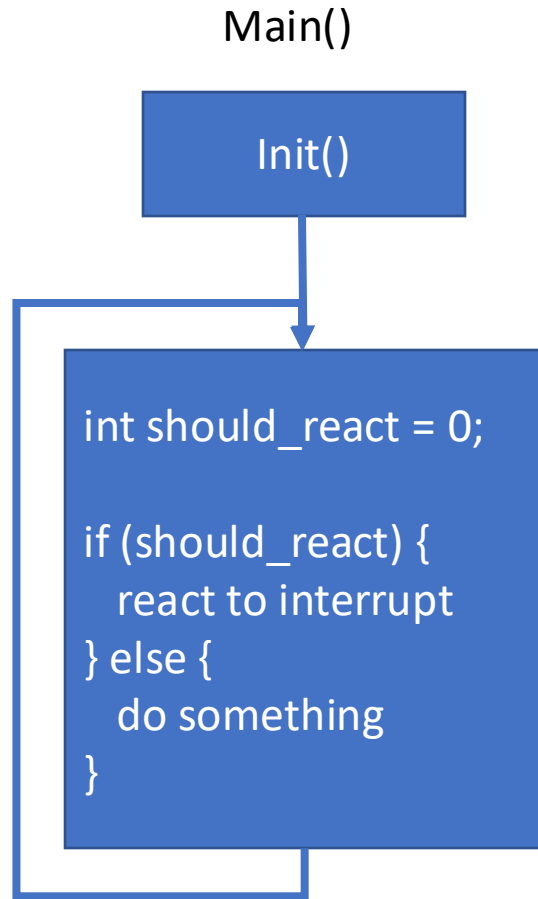 Main()
Init()
int should_react = 0;
if (should_react) {
react to interrupt
} else {
do something
}